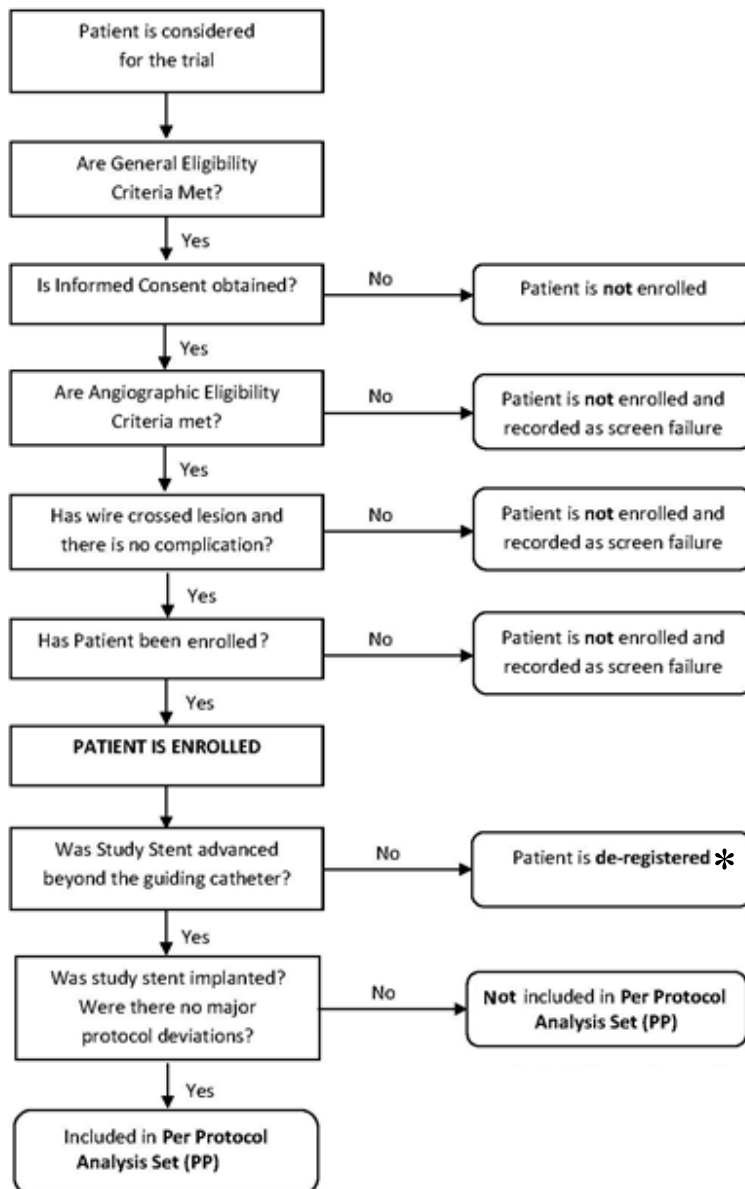 Patient is considered
for the trial
Are General Eligibility
Criteria Met?
Yes
Is Informed Consent obtained?
No
Patient is not enrolled
Yes
Are Angiographic Eligibility
Criteria met?
No
Patient is not enrolled and
recorded as screen failure
Yes
Has wire crossed lesion and
there is no complication?
No
Patient is not enrolled and
recorded as screen failure
Yes
Has Patient been enrolled?
No
Patient is not enrolled and
recorded as screen failure
Yes
PATIENT IS ENROLLED
Was Study Stent advanced
beyond the guiding catheter?
No
Patient is de-registered *
Yes
Was study stent implanted?
Were there no major
protocol deviations?
No
Not included in Per Protocol
Analysis Set (PP)
Yes
Included in Per Protocol
Analysis Set (PP)